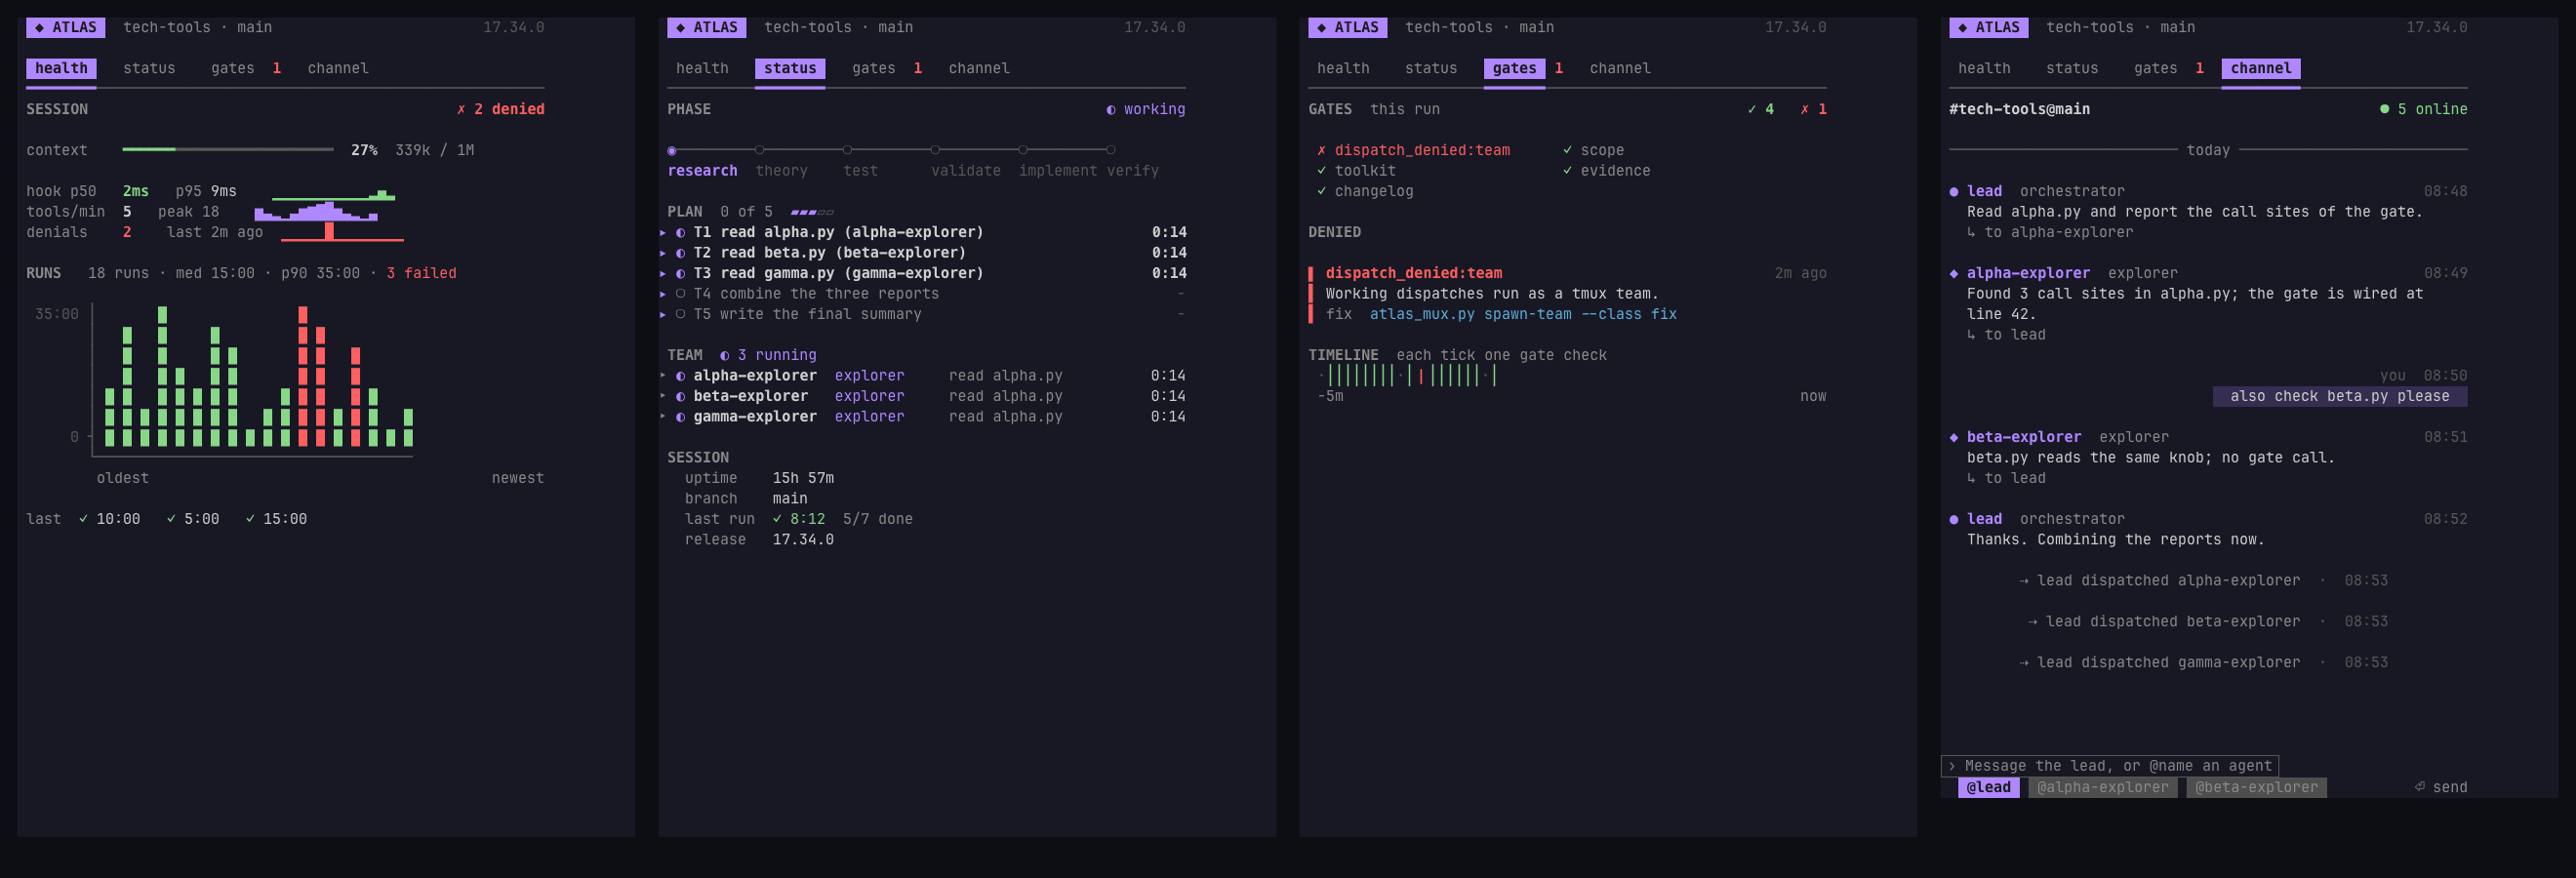 ◆ ATLAS  tech-tools · main  17.34.0
health  status  gates 1  channel
SESSION  ✗ 2 denied
context  27%  339k / 1M
hook p50  2ms  p95 9ms
tools/min  5  peak 18
denials  2  last 2m ago
RUNS  18 runs · med 15:00 · p90 35:00 · 3 failed
35:00
0
oldest  newest
last  ✓ 10:00  ✓ 5:00  ✓ 15:00
◆ ATLAS  tech-tools · main  17.34.0
health  status  gates 1  channel
PHASE  ◐ working
research  theory  test  validate  implement  verify
PLAN  0 of 5
▸ ◐ T1 read alpha.py (alpha-explorer)  0:14
▸ ◐ T2 read beta.py (beta-explorer)  0:14
▸ ◐ T3 read gamma.py (gamma-explorer)  0:14
▸ ○ T4 combine the three reports  -
▸ ○ T5 write the final summary  -
TEAM  ◐ 3 running
▸ ◐ alpha-explorer  explorer  read alpha.py  0:14
▸ ◐ beta-explorer  explorer  read alpha.py  0:14
▸ ◐ gamma-explorer  explorer  read alpha.py  0:14
SESSION
uptime  15h 57m
branch  main
last run  ✓ 8:12  5/7 done
release  17.34.0
◆ ATLAS  tech-tools · main  17.34.0
health  status  gates 1  channel
GATES  this run  ✓ 4  ✗ 1
✗ dispatch_denied:team  ✓ scope
✓ toolkit  ✓ evidence
✓ changelog
DENIED
dispatch_denied:team  2m ago
Working dispatches run as a tmux team.
fix  atlas_mux.py spawn-team --class fix
TIMELINE  each tick one gate check
-5m  now
◆ ATLAS  tech-tools · main  17.34.0
health  status  gates 1  channel
#tech-tools@main  ● 5 online
today
● lead  orchestrator  08:48
Read alpha.py and report the call sites of the gate.
↳ to alpha-explorer
◆ alpha-explorer  explorer  08:49
Found 3 call sites in alpha.py; the gate is wired at
line 42.
↳ to lead
you  08:50
also check beta.py please
◆ beta-explorer  explorer  08:51
beta.py reads the same knob; no gate call.
↳ to lead
● lead  orchestrator  08:52
Thanks. Combining the reports now.
⇢ lead dispatched alpha-explorer · 08:53
⇢ lead dispatched beta-explorer · 08:53
⇢ lead dispatched gamma-explorer · 08:53
› Message the lead, or @name an agent
@lead  @alpha-explorer  @beta-explorer  ⏎ send